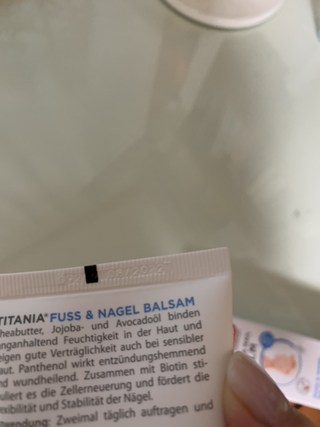 TITANIA® FUSS & NAGEL BALSAM
Sheabutter, Jojoba- und Avocadoöl binden
langanhaltend Feuchtigkeit in der Haut und
zeigen gute Verträglichkeit auch bei sensibler
Haut. Panthenol wirkt entzündungshemmend
und wundheilend. Zusammen mit Biotin sti-
muliert es die Zellerneuerung und fördert die
Flexibilität und Stabilität der Nägel.
Zweimal täglich auftragen und